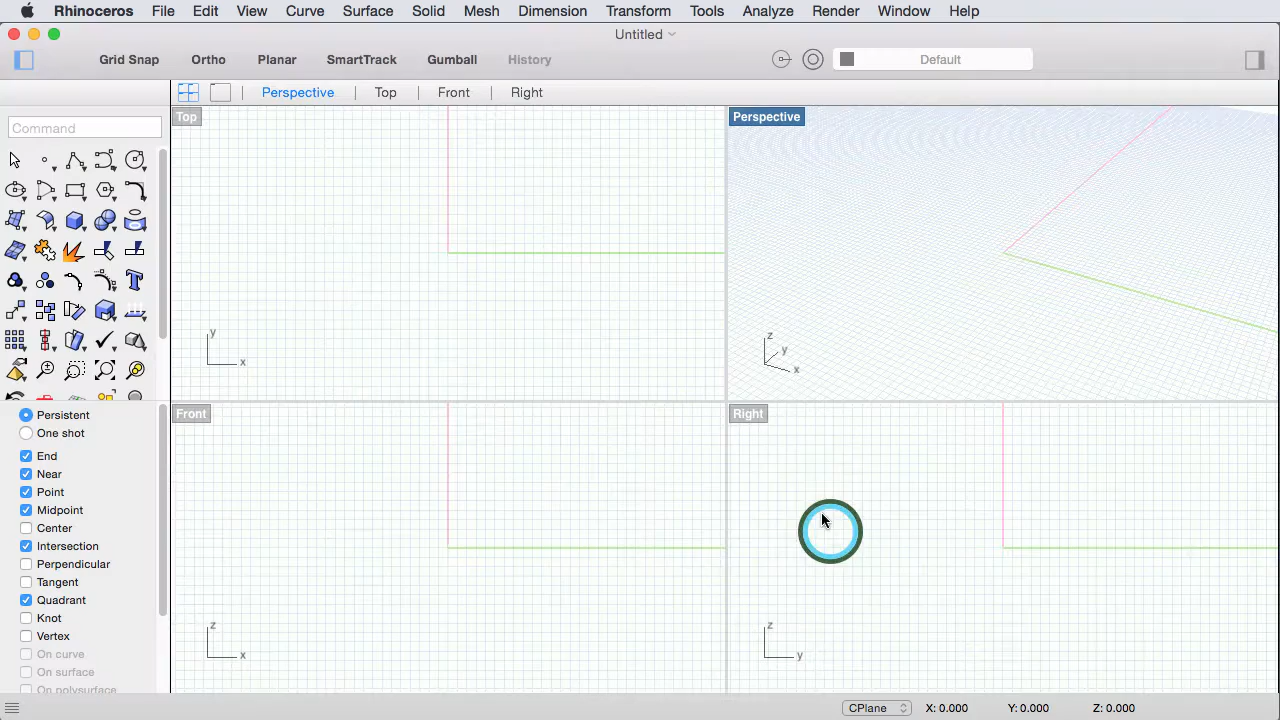 Rhinoceros File Edit View Curve Surface Solid Mesh Dimension Transform Tools Analyze Render Window Help
Untitled
Grid Snap Ortho Planar SmartTrack Gumball History Default
Perspective Top Front Right
Top
Perspective
Command
y
x
z
y
x
Front
Right
Persistent
One shot
End
Near
Point
Midpoint
Center
Intersection
Perpendicular
Tangent
Quadrant
Knot
Vertex
On curve
On surface
On polysurface
z
x
z
y
CPlane X: 0.000 Y: 0.000 Z: 0.000